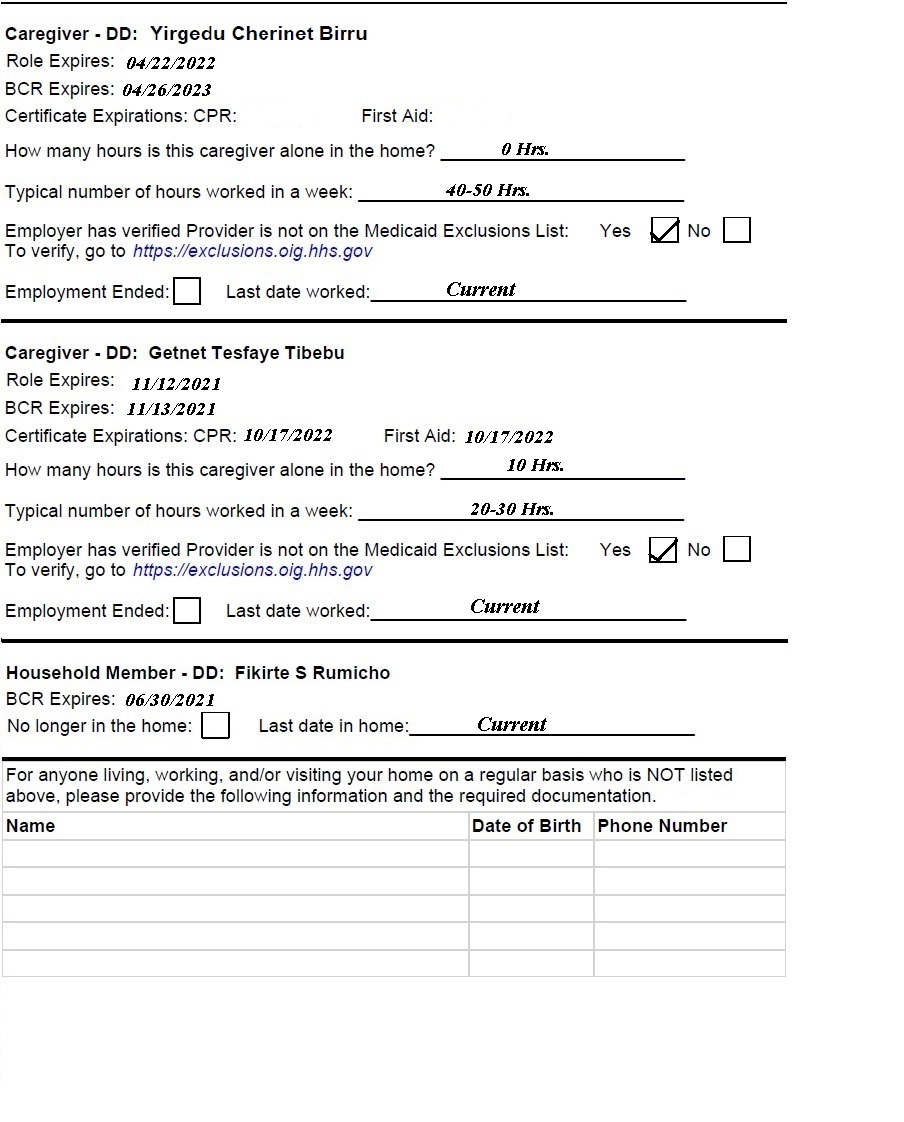 Caregiver - DD: Yirgedu Cherinet Birru
Role Expires: 04/22/2022
BCR Expires: 04/26/2023
Certificate Expirations: CPR: First Aid:
How many hours is this caregiver alone in the home? 0 Hrs.
Typical number of hours worked in a week: 40-50 Hrs.
Employer has verified Provider is not on the Medicaid Exclusions List: Yes No
To verify, go to https://exclusions.oig.hhs.gov
Employment Ended: Last date worked: Current
Caregiver - DD: Getnet Tesfaye Tibebu
Role Expires: 11/12/2021
BCR Expires: 11/13/2021
Certificate Expirations: CPR: 10/17/2022 First Aid: 10/17/2022
How many hours is this caregiver alone in the home? 10 Hrs.
Typical number of hours worked in a week: 20-30 Hrs.
Employer has verified Provider is not on the Medicaid Exclusions List: Yes No
To verify, go to https://exclusions.oig.hhs.gov
Employment Ended: Last date worked: Current
Household Member - DD: Fikirte S Rumicho
BCR Expires: 06/30/2021
No longer in the home: Last date in home: Current
For anyone living, working, and/or visiting your home on a regular basis who is NOT listed
above, please provide the following information and the required documentation.
Name Date of Birth Phone Number